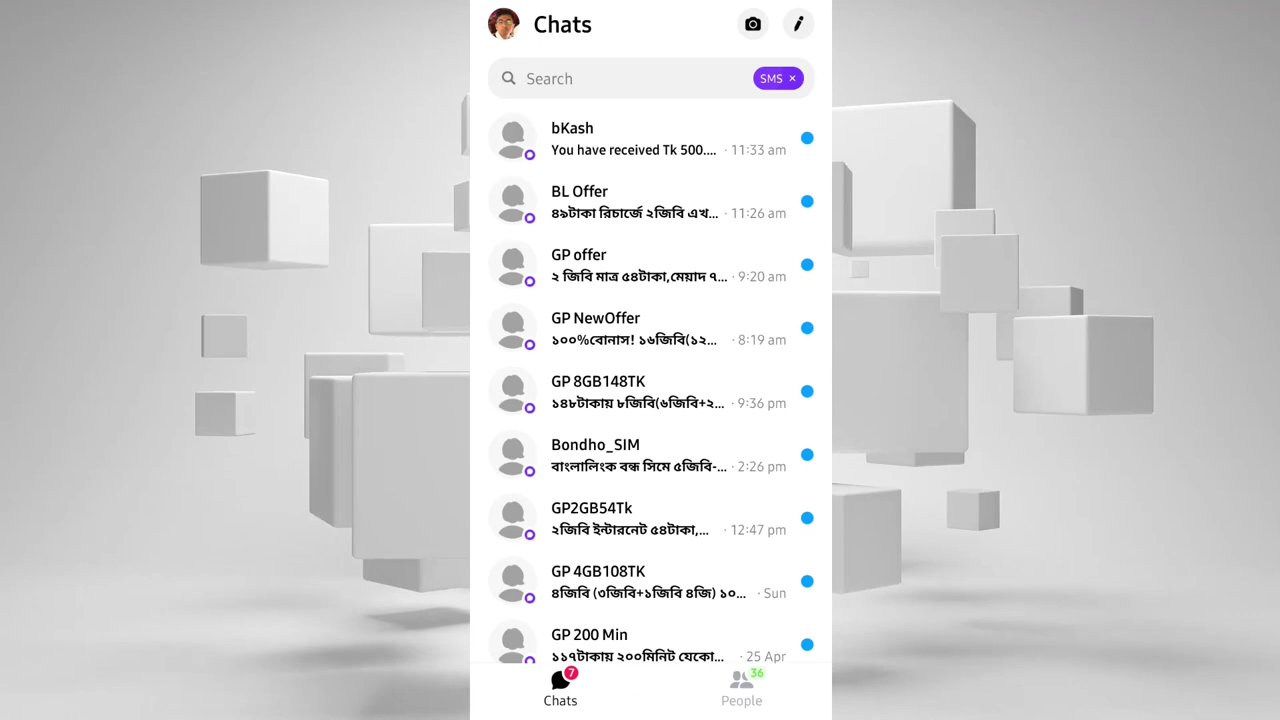 Chats
Search
SMS ×
bKash
You have received Tk 500.... · 11:33 am
BL Offer
৪৯টাকা রিচার্জে ২জিবি এখ... · 11:26 am
GP offer
২ জিবি মাত্র ৫৪টাকা,মেয়াদ ৭... · 9:20 am
GP NewOffer
১০০%বোনাস! ১৬জিবি(১২... · 8:19 am
GP 8GB148TK
১৪৮টাকায় ৮জিবি(৬জিবি+২... · 9:36 pm
Bondho_SIM
বাংলালিংক বন্ধ সিমে ৫জিবি-... · 2:26 pm
GP2GB54Tk
২জিবি ইন্টারনেট ৫৪টাকা,... · 12:47 pm
GP 4GB108TK
৪জিবি (৩জিবি+১জিবি ৪জি) ১০... · Sun
GP 200 Min
১১৭টাকায় ২০০মিনিট যেকো... · 25 Apr
7
36
Chats
People